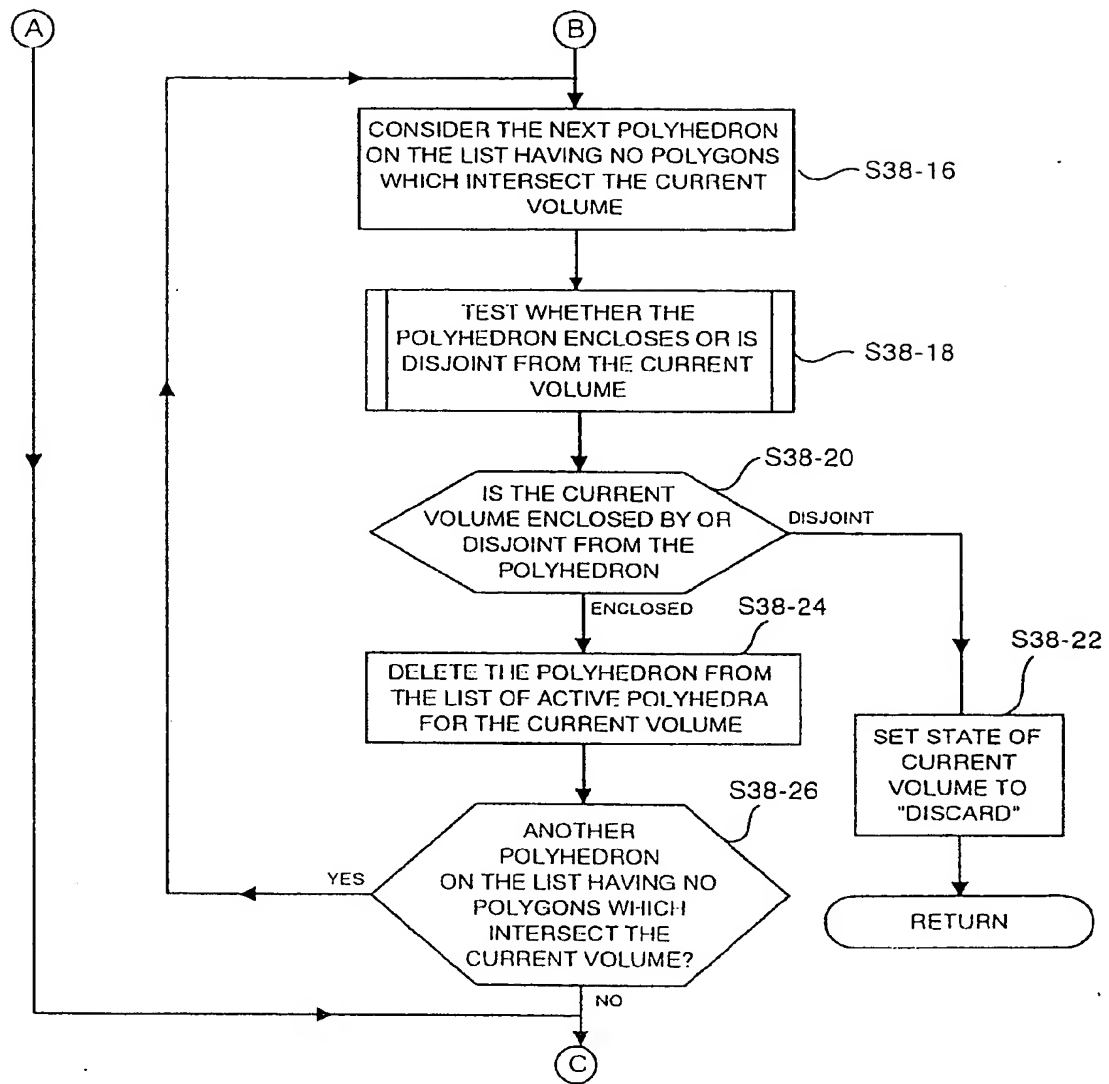 A
B
CONSIDER THE NEXT POLYHEDRON
ON THE LIST HAVING NO POLYGONS
WHICH INTERSECT THE CURRENT
VOLUME
S38-16
TEST WHETHER THE
POLYHEDRON ENCLOSES OR IS
DISJOINT FROM THE CURRENT
VOLUME
S38-18
S38-20
IS THE CURRENT
VOLUME ENCLOSED BY OR
DISJOINT FROM THE
POLYHEDRON
DISJOINT
ENCLOSED
S38-24
DELETE THE POLYHEDRON FROM
THE LIST OF ACTIVE POLYHEDRA
FOR THE CURRENT VOLUME
S38-22
SET STATE OF
CURRENT
VOLUME TO
"DISCARD"
S38-26
ANOTHER
POLYHEDRON
ON THE LIST HAVING NO
POLYGONS WHICH
INTERSECT THE
CURRENT VOLUME?
YES
RETURN
NO
C